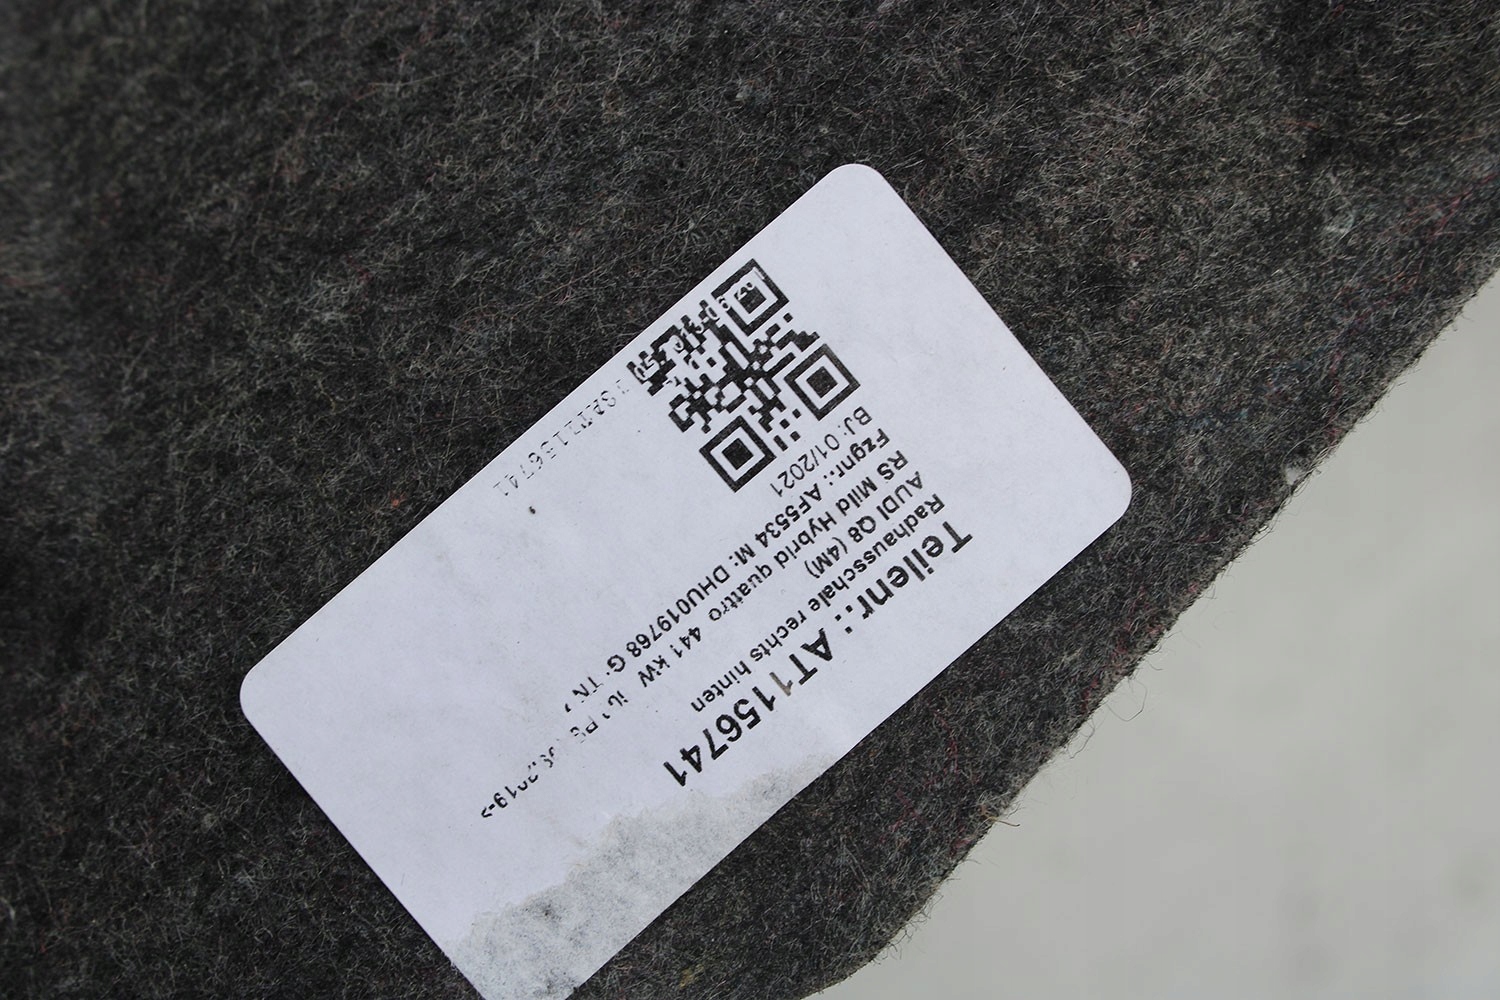 Teilenr.: AT1156741
Radhausschale rechts hinten
AUDI Q8 (4M)
RS Mild Hybrid quattro 441 kW 2019->
Fzgnr.: AF5534 M: DHU019768 G:
BJ: 01/2021